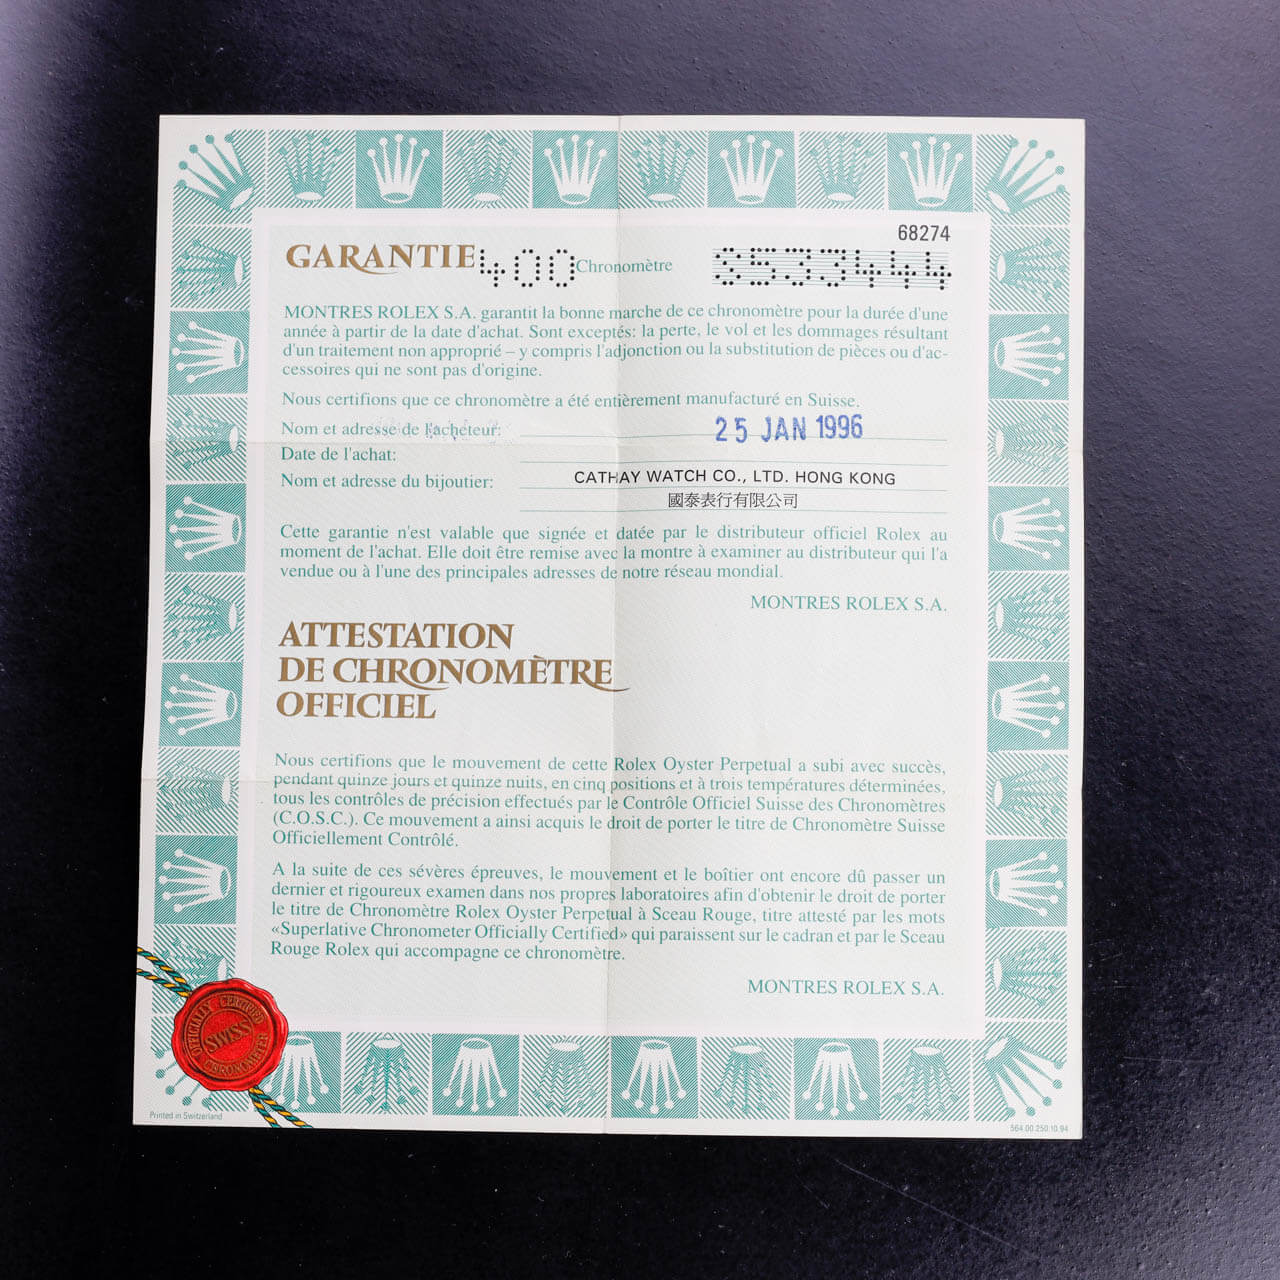 68274
GARANTIE 400 Chronomètre S533444
MONTRES ROLEX S.A. garantit la bonne marche de ce chronomètre pour la durée d'une
année à partir de la date d'achat. Sont exceptés: la perte, le vol et les dommages résultant
d'un traitement non approprié – y compris l'adjonction ou la substitution de pièces ou d'ac-
cessoires qui ne sont pas d'origine.
Nous certifions que ce chronomètre a été entièrement manufacturé en Suisse.
Nom et adresse de l'acheteur: 25 JAN 1996
Date de l'achat:
Nom et adresse du bijoutier: CATHAY WATCH CO., LTD. HONG KONG
國泰表行有限公司
Cette garantie n'est valable que signée et datée par le distributeur officiel Rolex au
moment de l'achat. Elle doit être remise avec la montre à examiner au distributeur qui l'a
vendue ou à l'une des principales adresses de notre réseau mondial.
MONTRES ROLEX S.A.
ATTESTATION
DE CHRONOMÈTRE
OFFICIEL
Nous certifions que le mouvement de cette Rolex Oyster Perpetual a subi avec succès,
pendant quinze jours et quinze nuits, en cinq positions et à trois températures déterminées,
tous les contrôles de précision effectués par le Contrôle Officiel Suisse des Chronomètres
(C.O.S.C.). Ce mouvement a ainsi acquis le droit de porter le titre de Chronomètre Suisse
Officiellement Contrôlé.
A la suite de ces sévères épreuves, le mouvement et le boîtier ont encore dû passer un
dernier et rigoureux examen dans nos propres laboratoires afin d'obtenir le droit de porter
le titre de Chronomètre Rolex Oyster Perpetual à Sceau Rouge, titre attesté par les mots
«Superlative Chronometer Officially Certified» qui paraissent sur le cadran et par le Sceau
Rouge Rolex qui accompagne ce chronomètre.
MONTRES ROLEX S.A.
OFFICIALLY CERTIFIED
SWISS
CHRONOMETER
Printed in Switzerland
564.00.250.10.94